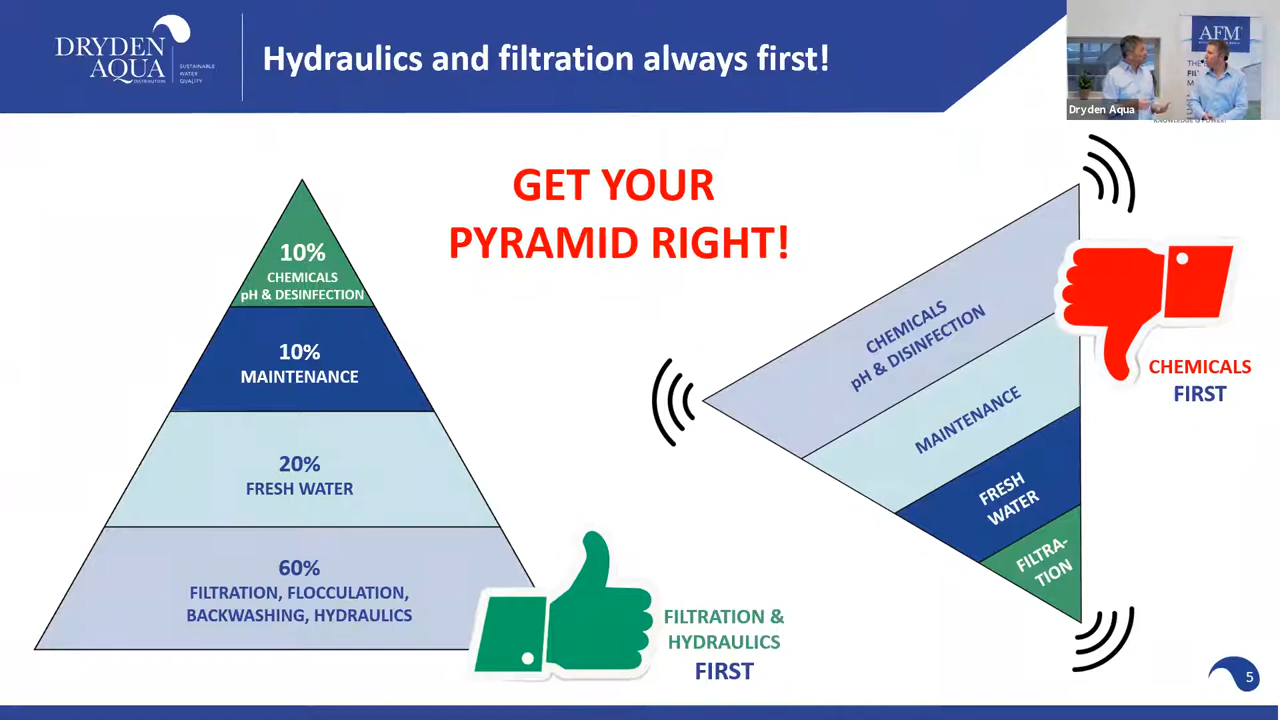 DRYDEN
AQUA
DISTRIBUTION
SUSTAINABLE
WATER
QUALITY
Hydraulics and filtration always first!
AFM®
Dryden Aqua
GET YOUR
PYRAMID RIGHT!
10%
CHEMICALS
pH & DESINFECTION
10%
MAINTENANCE
20%
FRESH WATER
60%
FILTRATION, FLOCCULATION,
BACKWASHING, HYDRAULICS
FILTRATION &
HYDRAULICS
FIRST
CHEMICALS
pH & DISINFECTION
MAINTENANCE
FRESH
WATER
FILTRA-
TION
CHEMICALS
FIRST
5